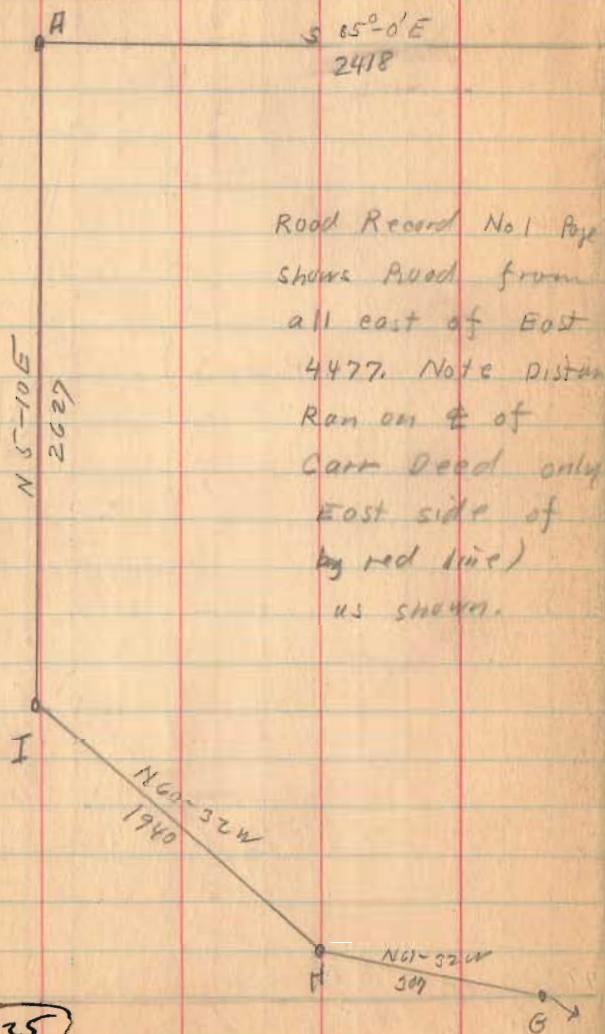 A
S 85°-0' E
2418
Road Record No 1 Page
shows Road from
all east of East
4477. Note Distan
Ran on ℄ of
Carr Deed only
East side of
by red line)
as shown.
N 5-10 E
2627
I
N60-32W
1940
H
N61-32W
307
G
35